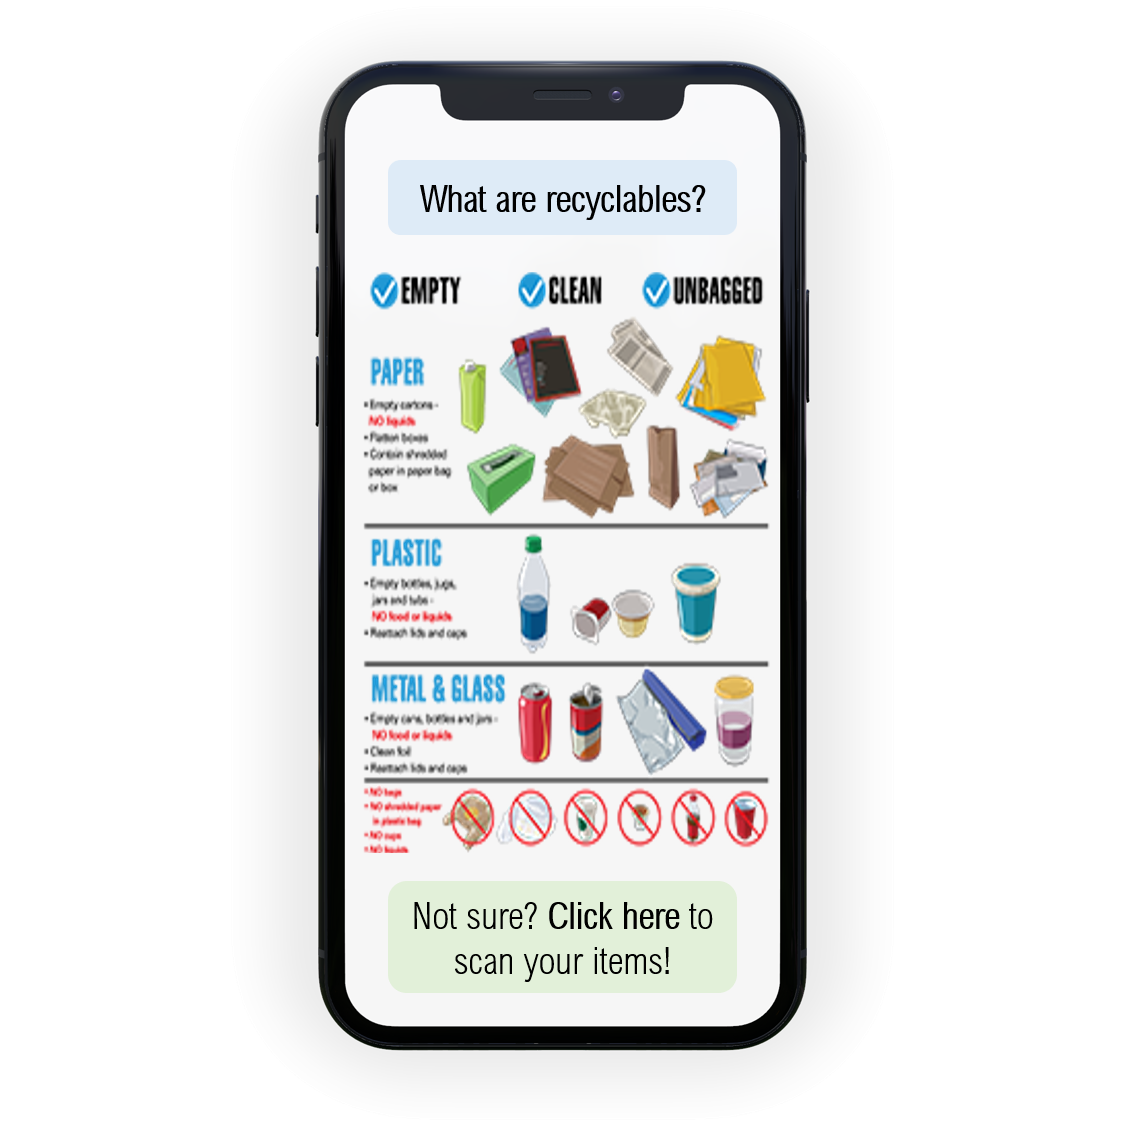 What are recyclables?
EMPTY CLEAN UNBAGGED
PAPER
• Empty cartons -
NO liquids
• Flatten boxes
• Contain shredded
paper in paper bag
or box
PLASTIC
• Empty bottles, jugs,
jars and tubs -
NO food or liquids
• Reattach lids and caps
METAL & GLASS
• Empty cans, bottles and jars -
NO food or liquids
• Clean foil
• Reattach lids and caps
• NO bags
• NO shredded paper
in plastic bag
• NO cups
• NO liquids
Not sure? Click here to
scan your items!